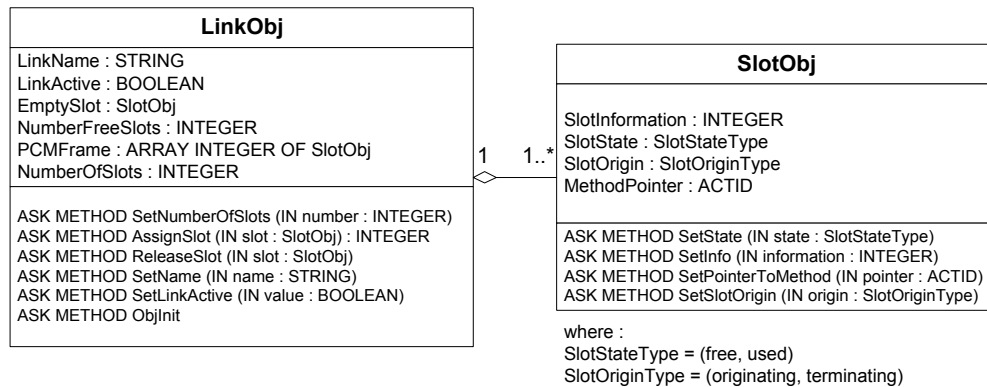 LinkObj
LinkName : STRING
LinkActive : BOOLEAN
EmptySlot : SlotObj
NumberFreeSlots : INTEGER
PCMFrame : ARRAY INTEGER OF SlotObj
NumberOfSlots : INTEGER
ASK METHOD SetNumberOfSlots (IN number : INTEGER)
ASK METHOD AssignSlot (IN slot : SlotObj) : INTEGER
ASK METHOD ReleaseSlot (IN slot : SlotObj)
ASK METHOD SetName (IN name : STRING)
ASK METHOD SetLinkActive (IN value : BOOLEAN)
ASK METHOD ObjInit
1 1..*
SlotObj
SlotInformation : INTEGER
SlotState : SlotStateType
SlotOrigin : SlotOriginType
MethodPointer : ACTID
ASK METHOD SetState (IN state : SlotStateType)
ASK METHOD SetInfo (IN information : INTEGER)
ASK METHOD SetPointerToMethod (IN pointer : ACTID)
ASK METHOD SetSlotOrigin (IN origin : SlotOriginType)
where :
SlotStateType = (free, used)
SlotOriginType = (originating, terminating)